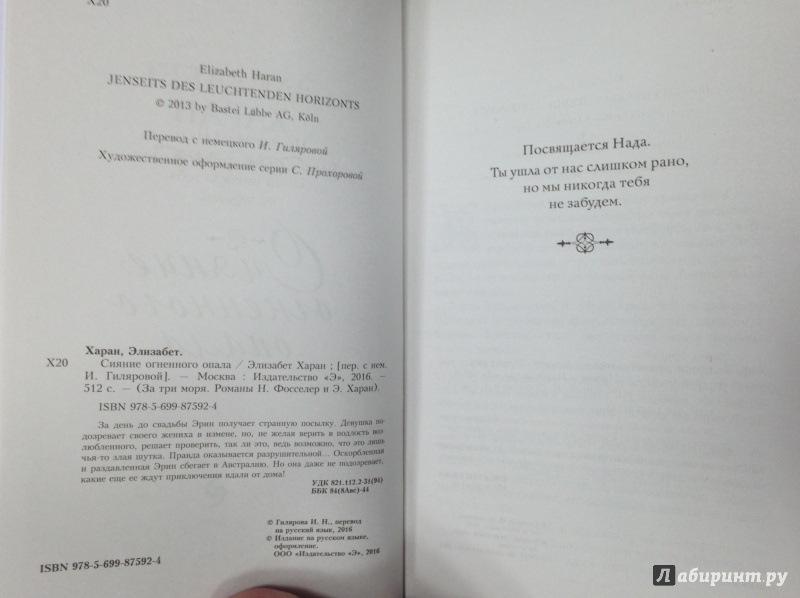 Х20
Elizabeth Haran
JENSEITS DES LEUCHTENDEN HORIZONTS
© 2013 by Bastei Lübbe AG, Köln
Перевод с немецкого И. Гиляровой
Художественное оформление серии С. Прохоровой
Харан, Элизабет.
Х20 Сияние огненного опала / Элизабет Харан ; [пер. с нем.
И. Гиляровой]. — Москва : Издательство «Э», 2016. —
512 с. — (За три моря. Романы Н. Фосселер и Э. Харан).
ISBN 978-5-699-87592-4
За день до свадьбы Эрин получает странную посылку. Девушка по-
дозревает своего жениха в измене, но, не желая верить в подлость воз-
любленного, решает проверить, так ли это, ведь возможно, что это лишь
чья-то злая шутка. Правда оказывается разрушительной... Оскорбленная
и раздавленная Эрин сбегает в Австралию. Но она даже не подозревает,
какие еще ее ждут приключения вдали от дома!
УДК 821.112.2-31(94)
ББК 84(8Авс)-44
© Гилярова И. Н., перевод
на русский язык, 2016
© Издание на русском языке,
оформление.
ООО «Издательство «Э», 2016
ISBN 978-5-699-87592-4
Посвящается Нада.
Ты ушла от нас слишком рано,
но мы никогда тебя
не забудем.
Лабиринт.ру